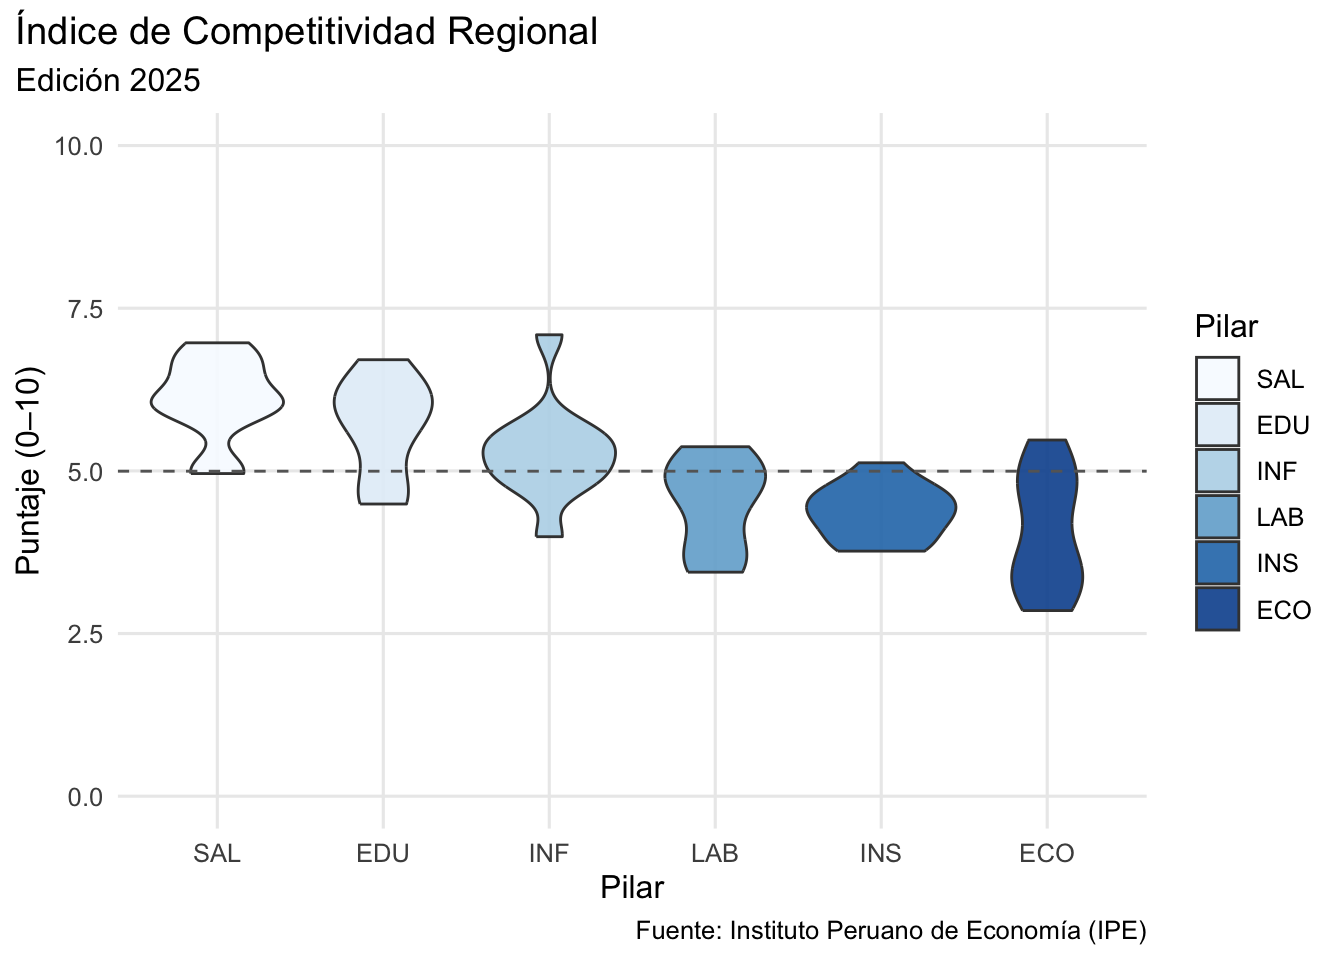 Índice de Competitividad Regional
Edición 2025
Puntaje (0–10)
10.0
7.5
5.0
2.5
0.0
SAL EDU INF LAB INS ECO
Pilar
Pilar
SAL
EDU
INF
LAB
INS
ECO
Fuente: Instituto Peruano de Economía (IPE)